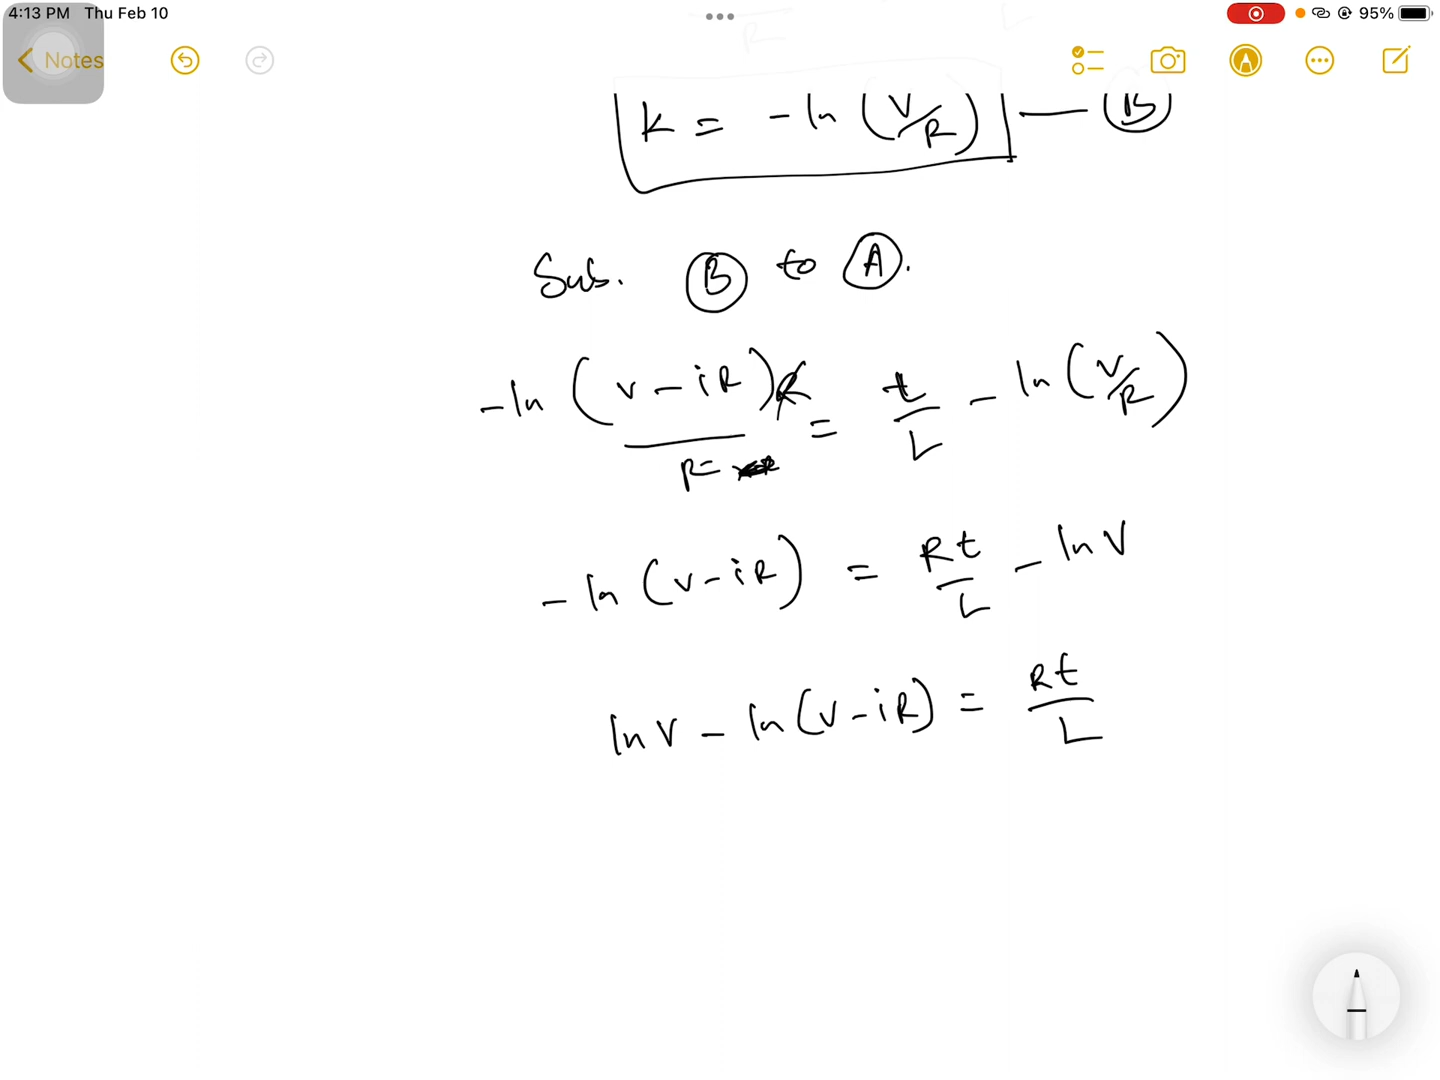 4:13 PM Thu Feb 10
95%
Notes
k = - ln (V/R) — (B)
Sub. (B) to (A).
-ln (v - iR) / R = t/L - ln (V/R)
- ln (v - iR) = Rt/L - ln V
ln V - ln (v - iR) = Rt/L